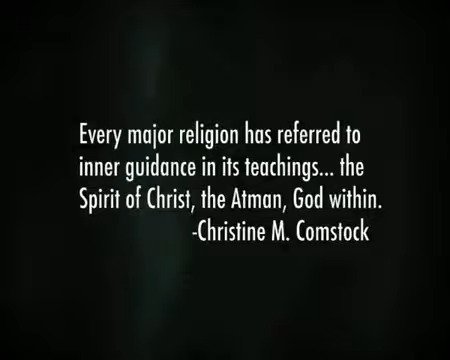 Every major religion has referred to
inner guidance in its teachings... the
Spirit of Christ, the Atman, God within.
-Christine M. Comstock